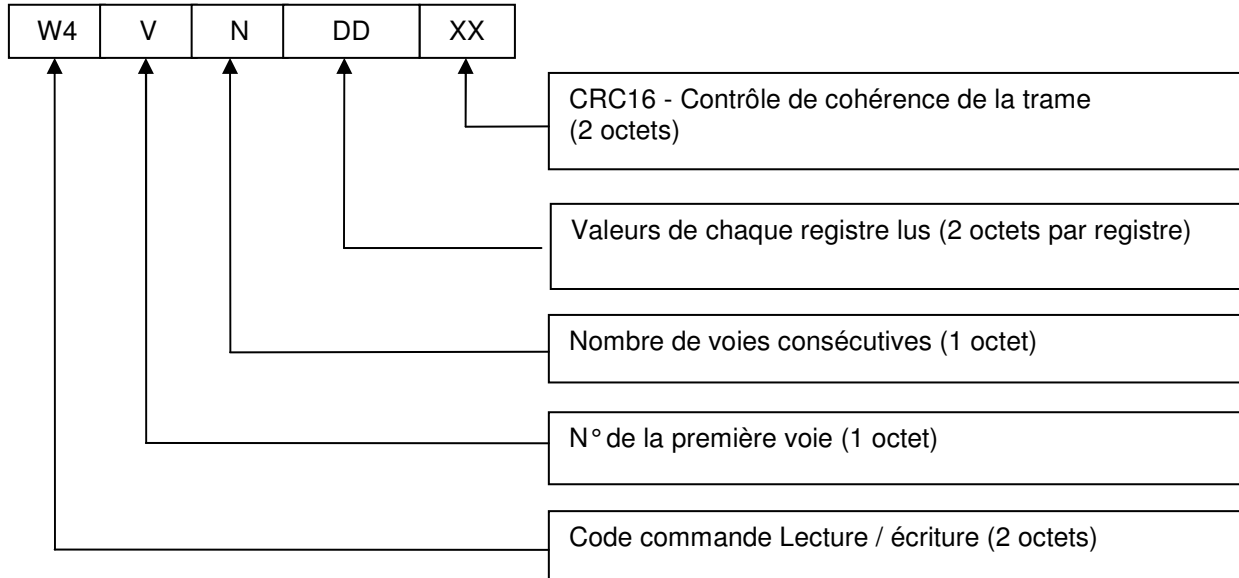 W4 V N DD XX
CRC16 - Contrôle de cohérence de la trame
(2 octets)
Valeurs de chaque registre lus (2 octets par registre)
Nombre de voies consécutives (1 octet)
N° de la première voie (1 octet)
Code commande Lecture / écriture (2 octets)